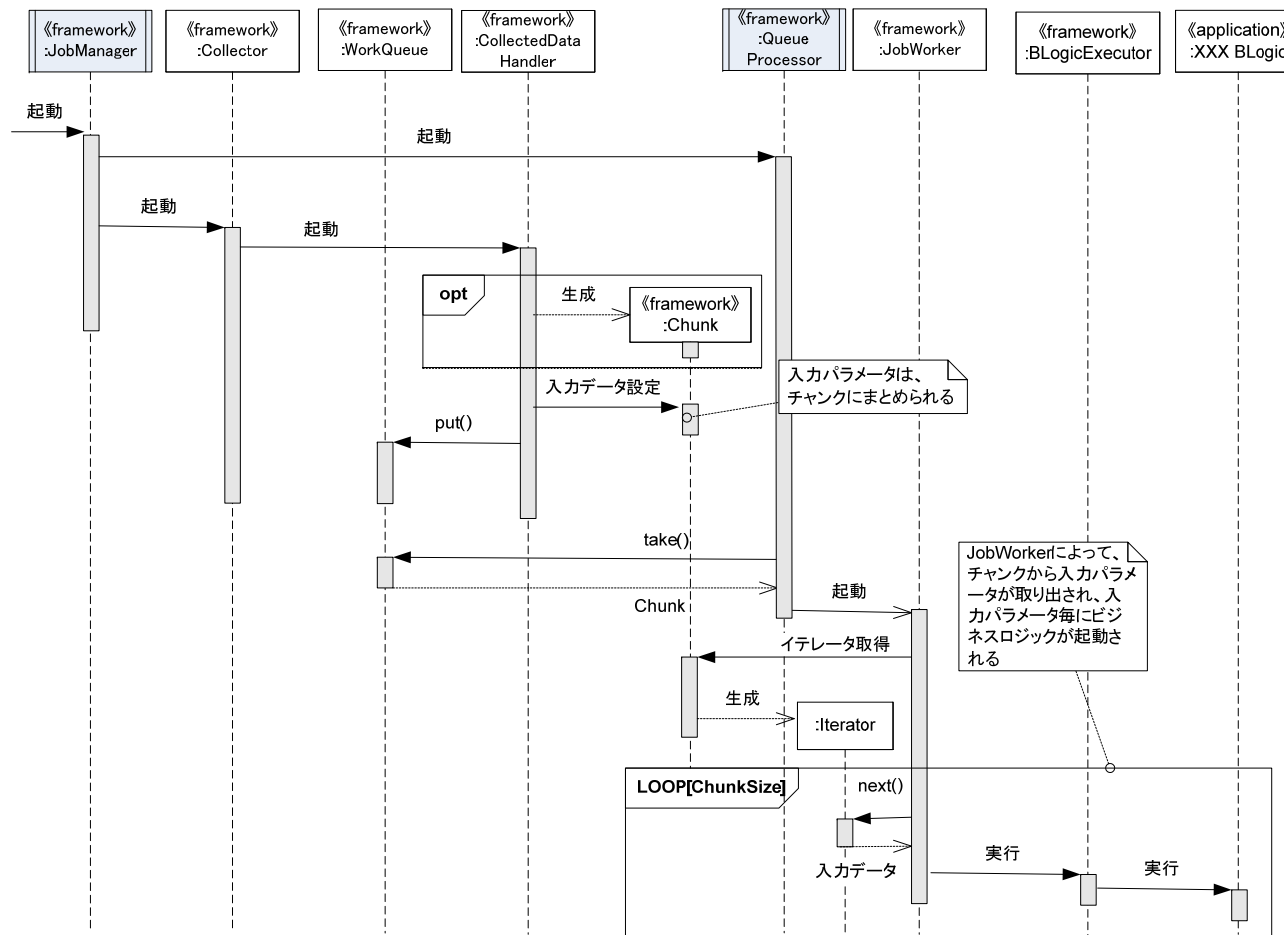 《framework》
:JobManager
《framework》
:Collector
《framework》
:WorkQueue
《framework》
:CollectedData
Handler
《framework》
:Queue
Processor
《framework》
:JobWorker
《framework》
:BLogicExecutor
《application》
:XXX BLogic
起動
起動
起動
起動
opt
生成
《framework》
:Chunk
入力データ設定
入力パラメータは、
チャンクにまとめられる
put()
take()
Chunk
起動
JobWorkerによって、
チャンクから入力パラメ
ータが取り出され、入
力パラメータ毎にビジ
ネスロジックが起動さ
れる
イテレータ取得
生成
:Iterator
LOOP[ChunkSize]
next()
入力データ
実行
実行